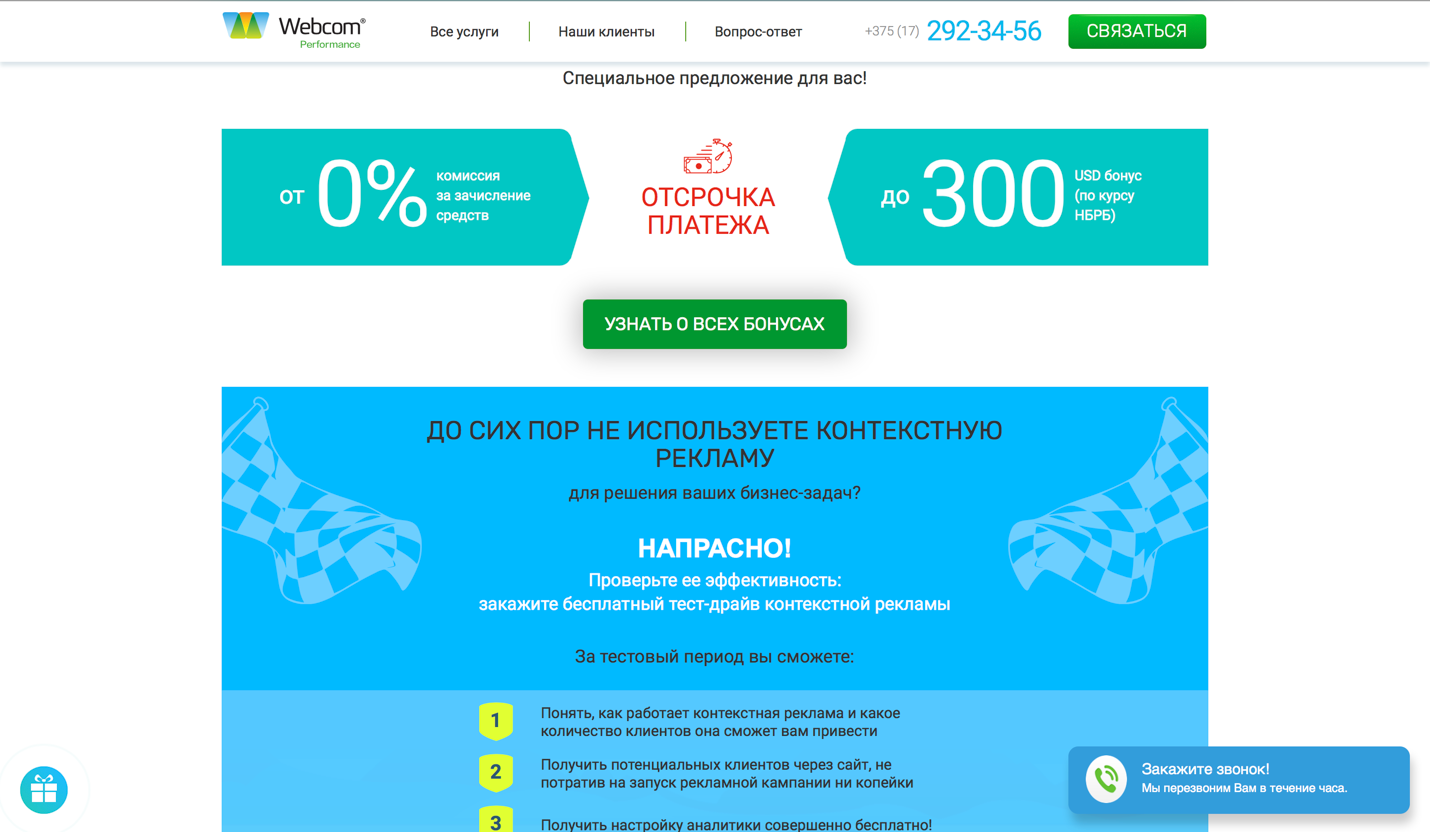 Webcom®
Performance
Все услуги
Наши клиенты
Вопрос-ответ
+375 (17) 292-34-56
СВЯЗАТЬСЯ
Специальное предложение для вас!
от 0% комиссия
за зачисление
средств
ОТСРОЧКА
ПЛАТЕЖА
до 300 USD бонус
(по курсу
НБРБ)
УЗНАТЬ О ВСЕХ БОНУСАХ
ДО СИХ ПОР НЕ ИСПОЛЬЗУЕТЕ КОНТЕКСТНУЮ
РЕКЛАМУ
для решения ваших бизнес-задач?
НАПРАСНО!
Проверьте ее эффективность:
закажите бесплатный тест-драйв контекстной рекламы
За тестовый период вы сможете:
1 Понять, как работает контекстная реклама и какое
количество клиентов она сможет вам привести
2 Получить потенциальных клиентов через сайт, не
потратив на запуск рекламной кампании ни копейки
3 Получить настройку аналитики совершенно бесплатно!
Закажите звонок!
Мы перезвоним Вам в течение часа.